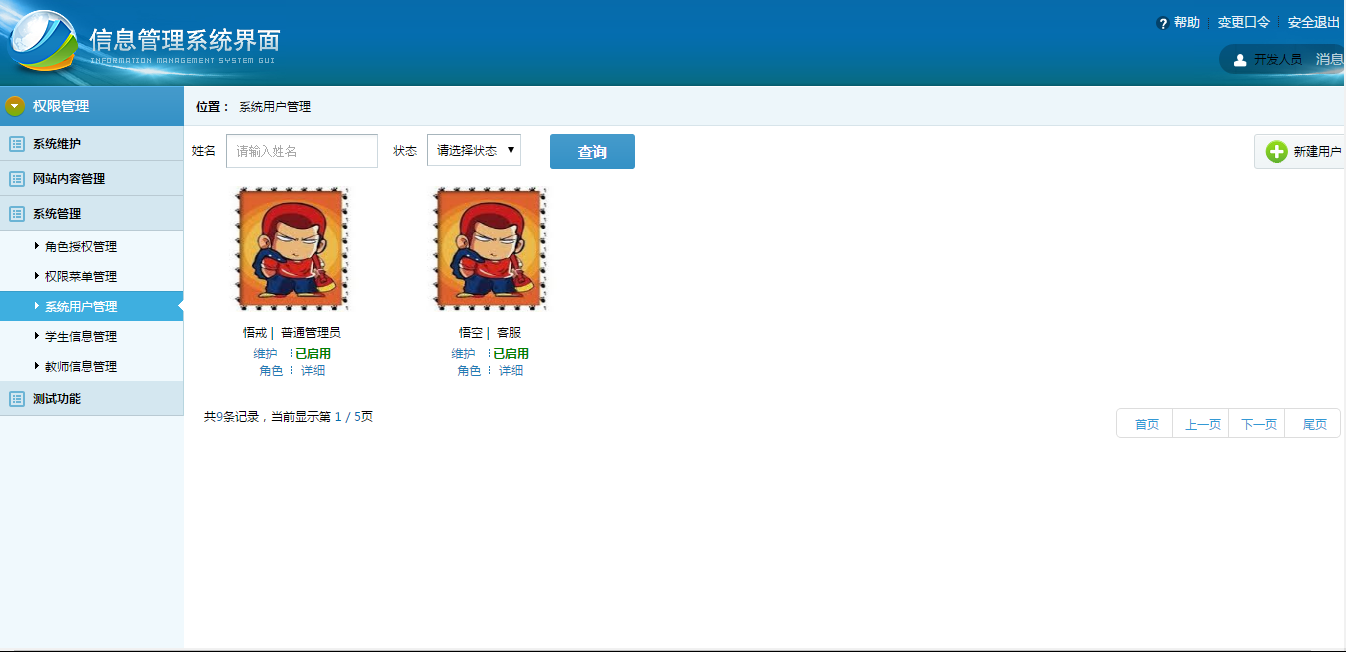 信息管理系统界面
INFORMATION MANAGEMENT SYSTEM GUI
? 帮助 | 变更口令 | 安全退出
开发人员 消息
权限管理
位置： 系统用户管理
系统维护
网站内容管理
系统管理
角色授权管理
权限菜单管理
系统用户管理
学生信息管理
教师信息管理
测试功能
姓名 请输入姓名 状态 请选择状态 查询 新建用户
悟戒 | 普通管理员
维护 已启用
角色 详细
悟空 | 客服
维护 已启用
角色 详细
共9条记录，当前显示第 1 / 5页
首页 上一页 下一页 尾页